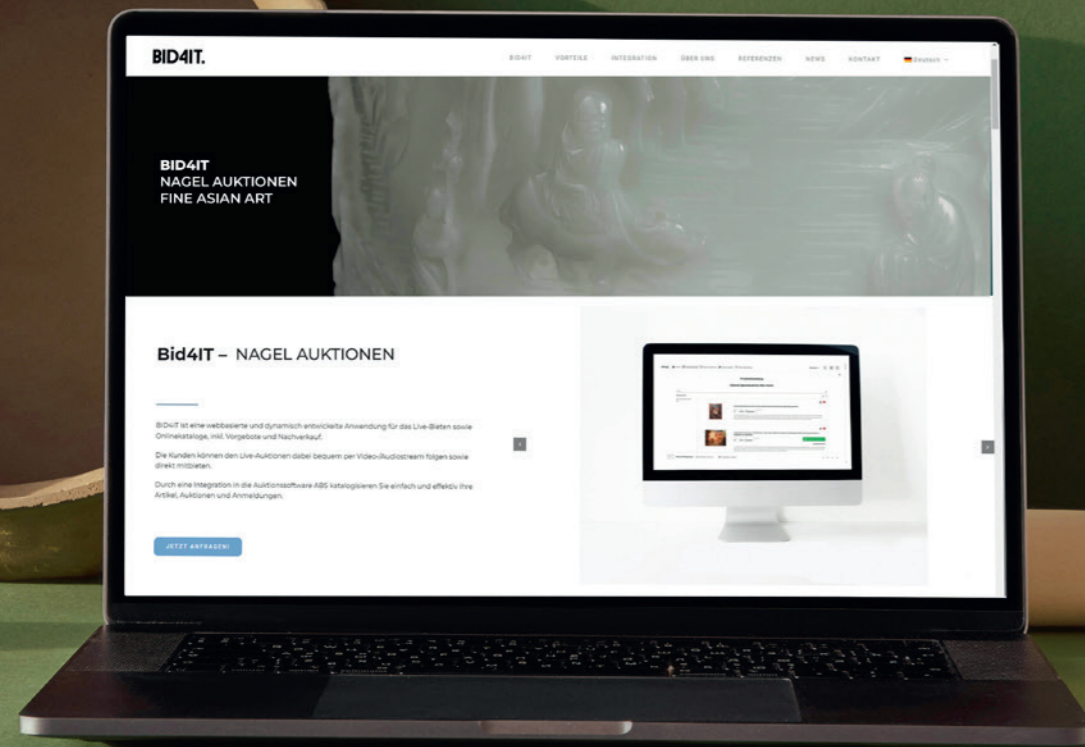 BID4IT.
BID4IT VORTEILE INTEGRATION ÜBER UNS REFERENZEN NEWS KONTAKT Deutsch
BID4IT
NAGEL AUKTIONEN
FINE ASIAN ART
Bid4IT – NAGEL AUKTIONEN
BID4IT ist eine webbasierte und dynamisch entwickelte Anwendung für das Live-Bieten sowie
Onlinekataloge, inkl. Vorgebote und Nachverkauf.
Die Kunden können den Live-Auktionen dabei bequem per Video-/Audiostream folgen sowie
direkt mitbieten.
Durch eine Integration in die Auktionssoftware ABS katalogisieren Sie einfach und effektiv Ihre
Artikel, Auktionen und Anmeldungen.
JETZT ANFRAGEN!